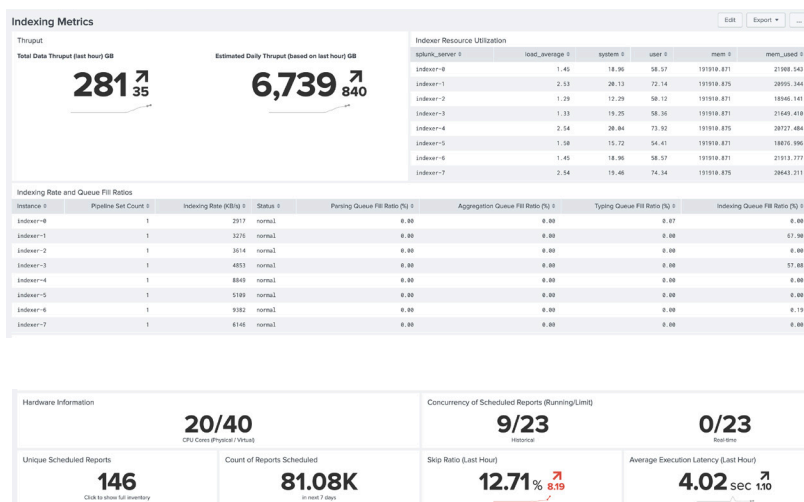 Indexing Metrics
Edit
Export
...
Thruput
Total Data Thruput (last hour) GB
Estimated Daily Thruput (based on last hour) GB
281 35
6,739 840
Indexer Resource Utilization
splunk_server load_average system user mem mem_used
indexer-0 1.45 18.96 58.57 191910.871 21908.543
indexer-1 2.53 20.13 72.14 191910.875 20995.344
indexer-2 1.29 12.29 50.12 191910.871 18946.141
indexer-3 1.33 19.25 58.36 191910.871 21649.410
indexer-4 2.54 20.04 73.92 191910.875 20727.484
indexer-5 1.50 15.72 54.41 191910.871 18076.996
indexer-6 1.45 18.96 58.57 191910.871 21913.777
indexer-7 2.54 19.46 74.34 191910.875 20643.211
Indexing Rate and Queue Fill Ratios
Instance Pipeline Set Count Indexing Rate (KB/s) Status Parsing Queue Fill Ratio (%) Aggregation Queue Fill Ratio (%) Typing Queue Fill Ratio (%) Indexing Queue Fill Ratio (%)
indexer-0 1 2917 normal 0.00 0.00 0.07 0.00
indexer-1 1 3276 normal 0.00 0.00 0.00 67.90
indexer-2 1 3614 normal 0.00 0.00 0.00 0.00
indexer-3 1 4853 normal 0.00 0.00 0.00 57.08
indexer-4 1 8849 normal 0.00 0.00 0.00 0.00
indexer-5 1 5109 normal 0.00 0.00 0.00 0.00
indexer-6 1 9382 normal 0.00 0.00 0.00 0.19
indexer-7 1 6146 normal 0.00 0.00 0.00 0.00
Hardware Information
20/40
CPU Cores (Physical / Virtual)
Concurrency of Scheduled Reports (Running/Limit)
9/23
Historical
0/23
Real-time
Unique Scheduled Reports
146
Click to show full inventory
Count of Reports Scheduled
81.08K
in next 7 days
Skip Ratio (Last Hour)
12.71 % 8.19
Average Execution Latency (Last Hour)
4.02 sec 1.10